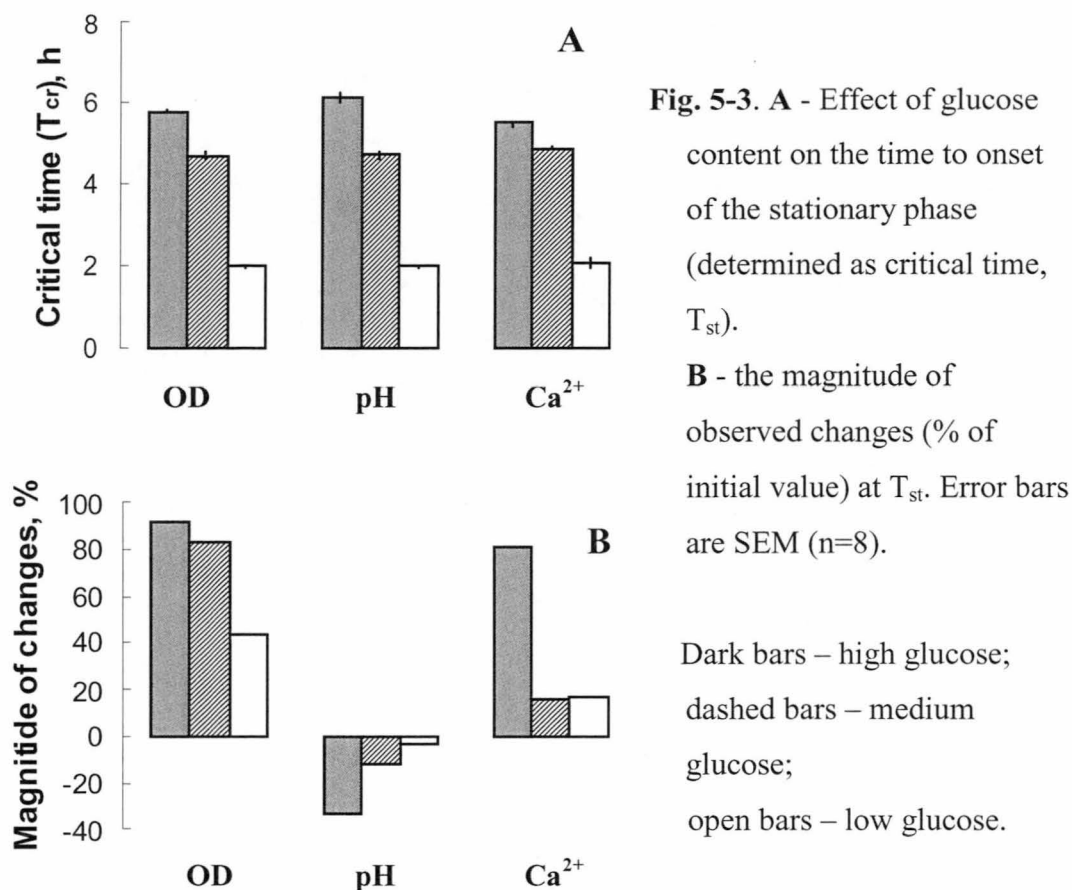 8
6
4
2
0
Critical time (Tcr), h
A
OD pH Ca2+
100
80
60
40
20
0
-20
-40
Magnitide of changes, %
B
OD pH Ca2+
Fig. 5-3. A - Effect of glucose
content on the time to onset
of the stationary phase
(determined as critical time,
Tst).
B - the magnitude of
observed changes (% of
initial value) at Tst. Error bars
are SEM (n=8).
Dark bars – high glucose;
dashed bars – medium
glucose;
open bars – low glucose.